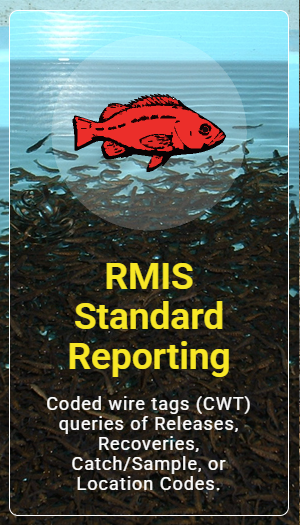 RMIS
Standard
Reporting
Coded wire tags (CWT)
queries of Releases,
Recoveries,
Catch/Sample, or
Location Codes.